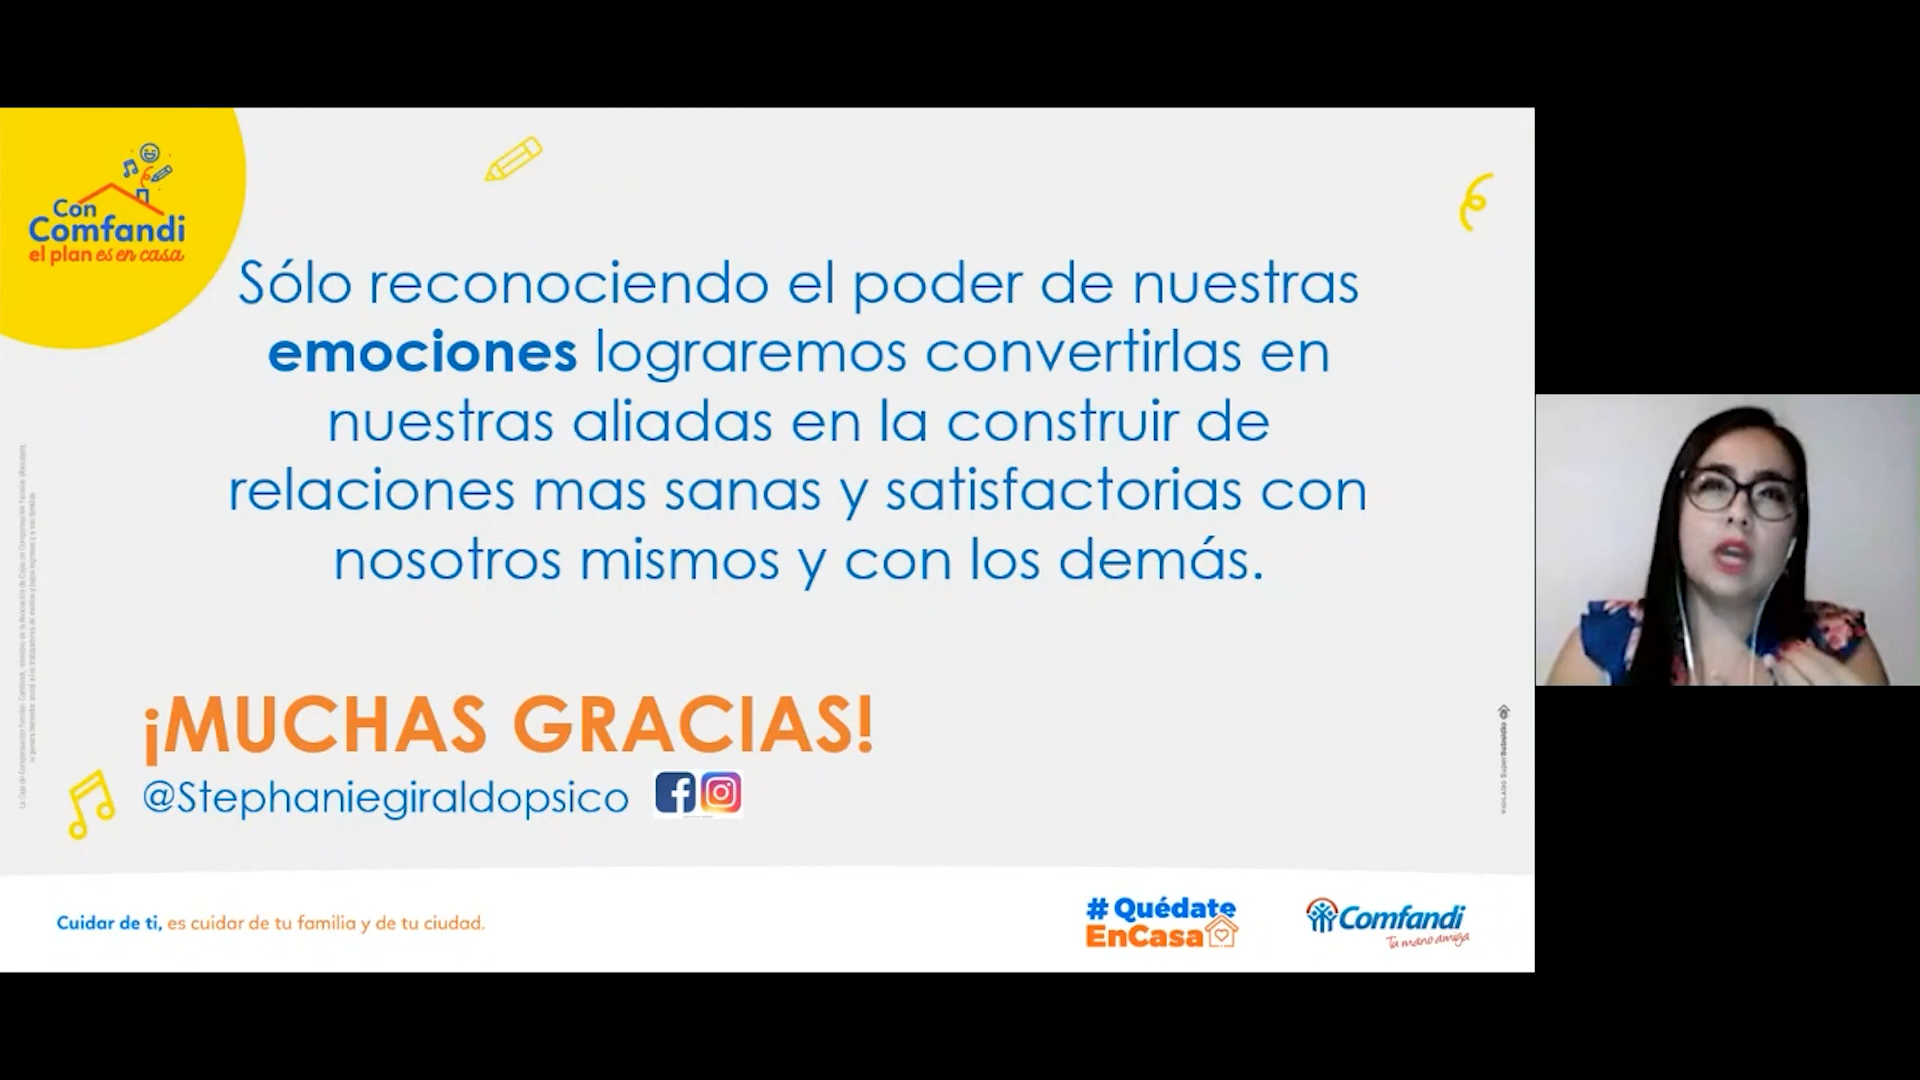 Con
Comfandi
el plan es en casa
Sólo reconociendo el poder de nuestras
emociones lograremos convertirlas en
nuestras aliadas en la construir de
relaciones mas sanas y satisfactorias con
nosotros mismos y con los demás.
¡MUCHAS GRACIAS!
@Stephaniegiraldopsico
Cuidar de ti, es cuidar de tu familia y de tu ciudad.
# Quédate
EnCasa
Comfandi
Tu mano amiga
VIGILADO SuperSubsidio